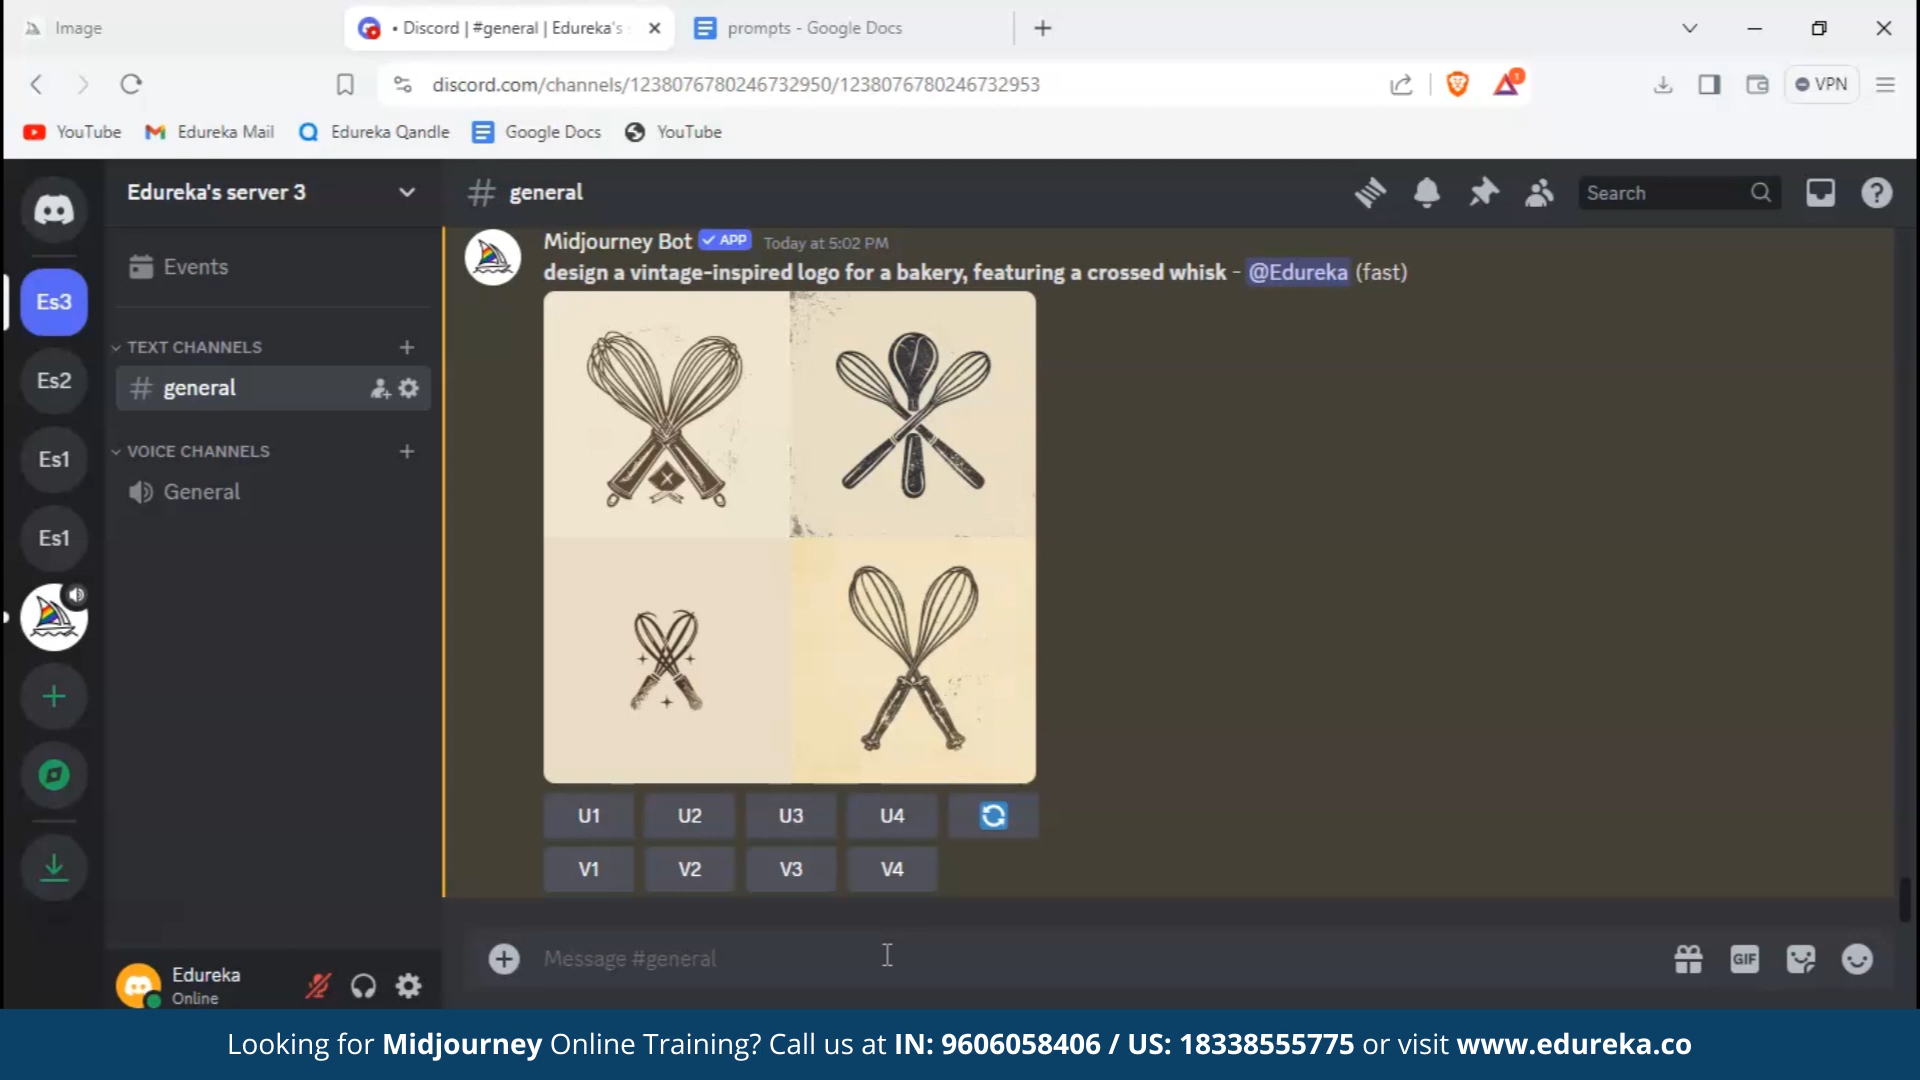 Image
• Discord | #general | Edureka's
prompts - Google Docs
discord.com/channels/1238076780246732950/1238076780246732953
1
VPN
YouTube
Edureka Mail
Edureka Qandle
Google Docs
YouTube
Edureka's server 3
# general
Search
Events
Es3
Es2
Es1
Es1
TEXT CHANNELS
# general
VOICE CHANNELS
General
Midjourney Bot ✓ APP Today at 5:02 PM
design a vintage-inspired logo for a bakery, featuring a crossed whisk - @Edureka (fast)
U1 U2 U3 U4
V1 V2 V3 V4
Message #general
GIF
Edureka
Online
Looking for Midjourney Online Training? Call us at IN: 9606058406 / US: 18338555775 or visit www.edureka.co